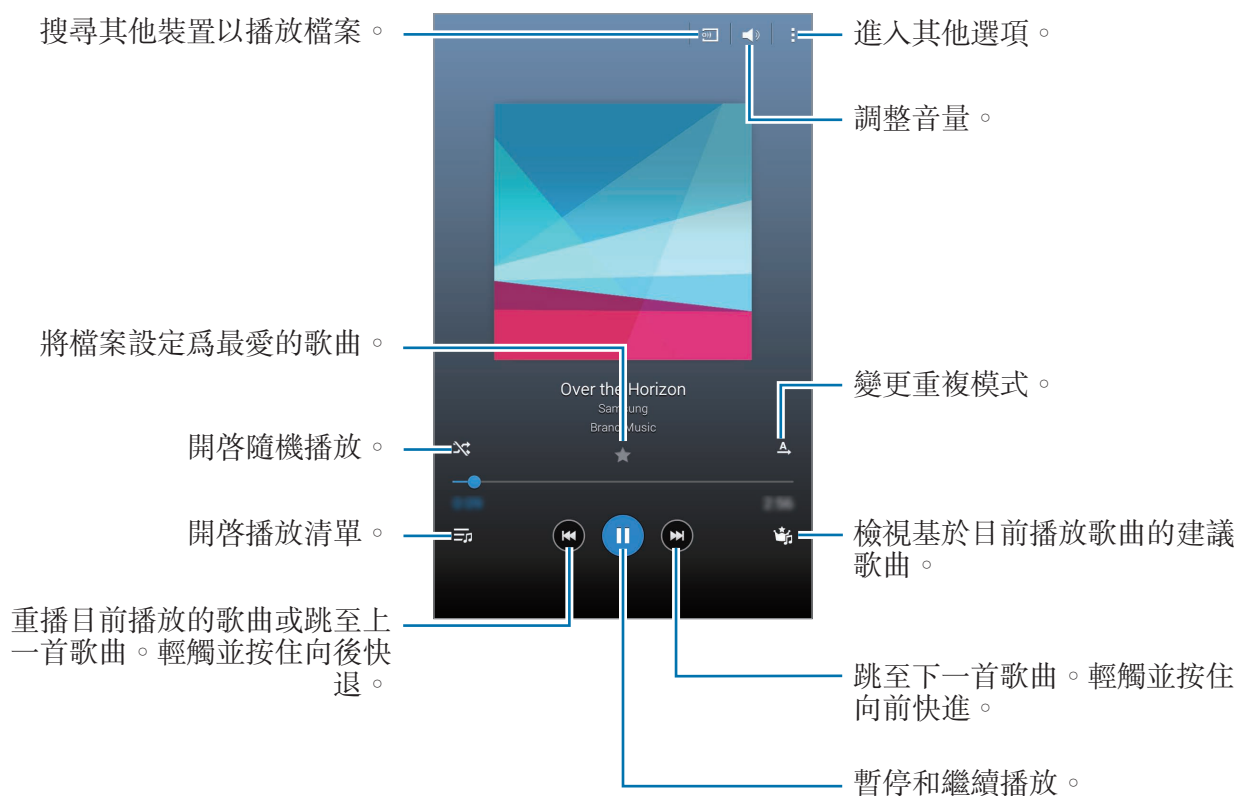 搜尋其他裝置以播放檔案。
進入其他選項。
調整音量。
將檔案設定爲最愛的歌曲。
Over the Horizon
Samsung
Brand Music
變更重複模式。
開啓隨機播放。
A
0:09
2:56
開啓播放清單。
檢視基於目前播放歌曲的建議
歌曲。
重播目前播放的歌曲或跳至上
一首歌曲。輕觸並按住向後快
退。
跳至下一首歌曲。輕觸並按住
向前快進。
暫停和繼續播放。